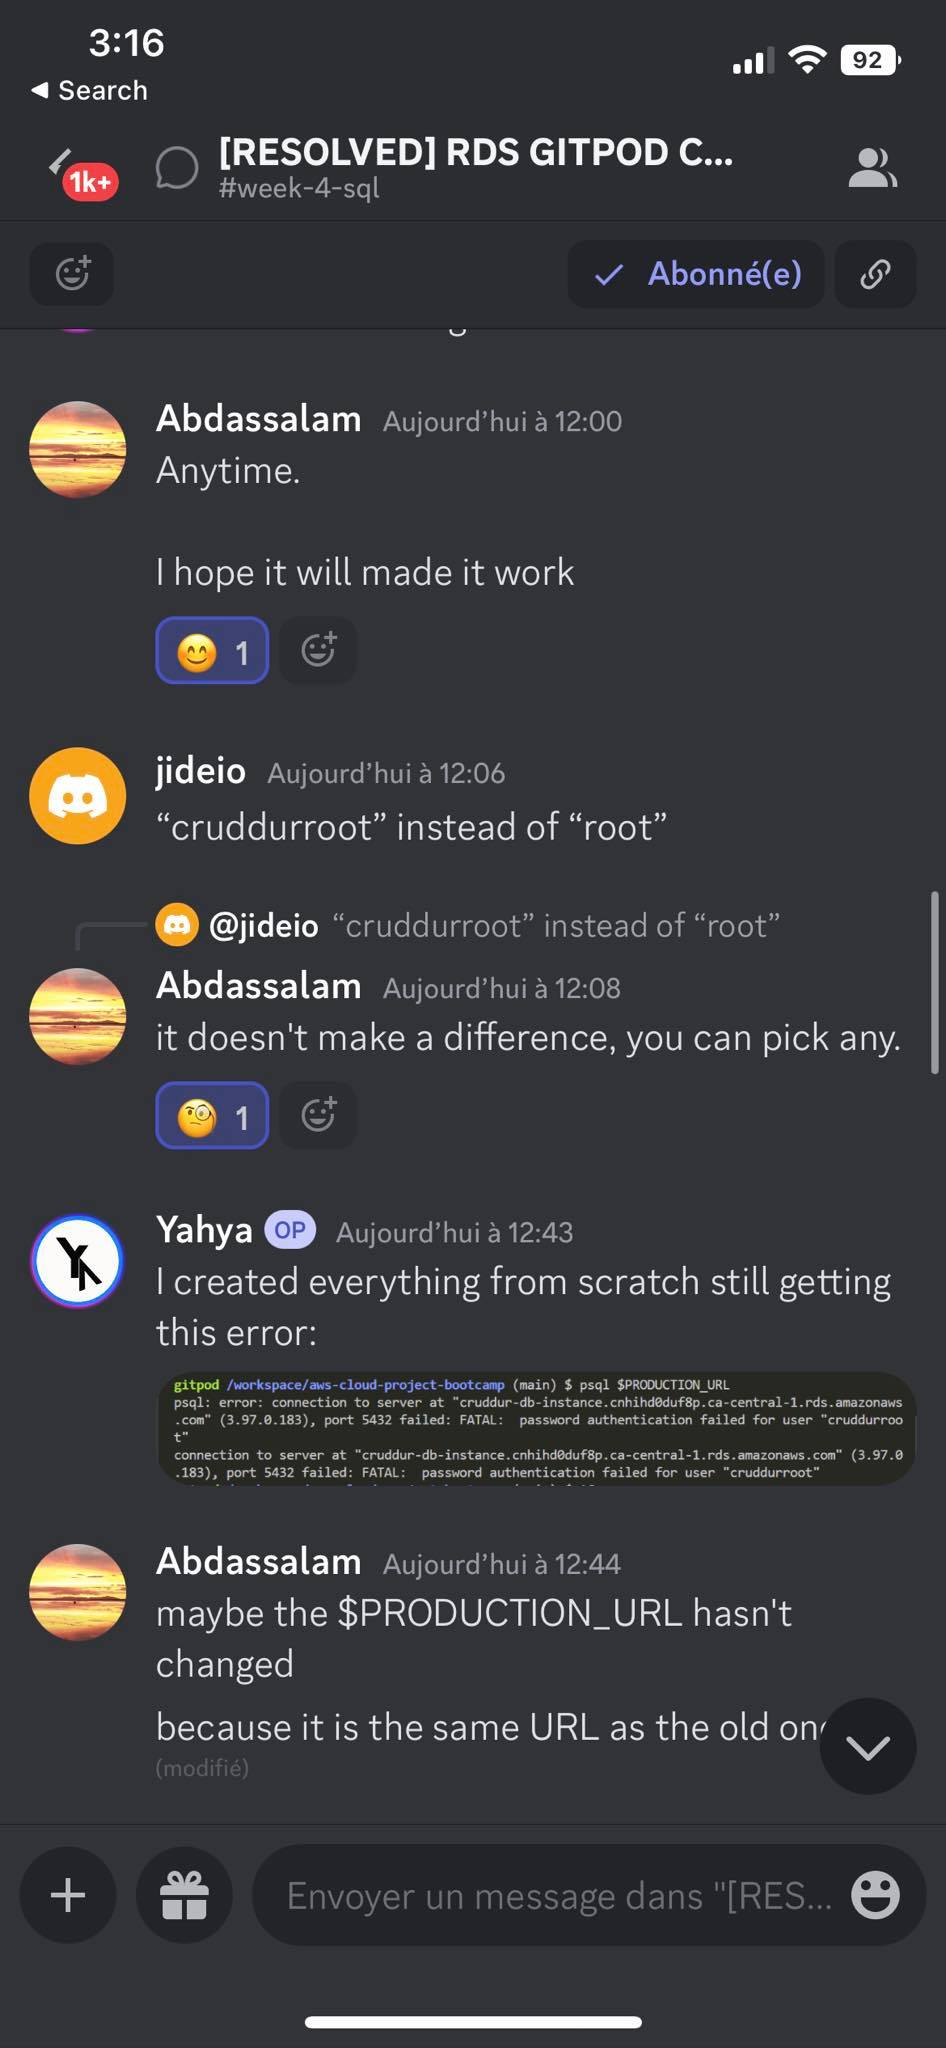 3:16
92
◀ Search
1k+
[RESOLVED] RDS GITPOD C...
#week-4-sql
Abonné(e)
Abdassalam Aujourd’hui à 12:00
Anytime.
I hope it will made it work
😊 1
jideio Aujourd’hui à 12:06
“cruddurroot” instead of “root”
@jideio “cruddurroot” instead of “root”
Abdassalam Aujourd’hui à 12:08
it doesn't make a difference, you can pick any.
🧐 1
Yahya OP Aujourd’hui à 12:43
I created everything from scratch still getting
this error:
gitpod /workspace/aws-cloud-project-bootcamp (main) $ psql $PRODUCTION_URL
psql: error: connection to server at "cruddur-db-instance.cnhihd0duf8p.ca-central-1.rds.amazonaws
.com" (3.97.0.183), port 5432 failed: FATAL:  password authentication failed for user "cruddurroo
t"
connection to server at "cruddur-db-instance.cnhihd0duf8p.ca-central-1.rds.amazonaws.com" (3.97.0
.183), port 5432 failed: FATAL:  password authentication failed for user "cruddurroot"
Abdassalam Aujourd’hui à 12:44
maybe the $PRODUCTION_URL hasn't
changed
because it is the same URL as the old one
(modifié)
Envoyer un message dans "[RES...